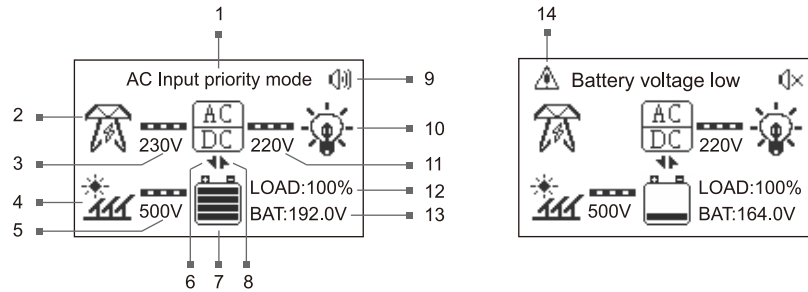 1
14
AC Input priority mode
9
Battery voltage low
2
AC
DC
10
AC
DC
3
230V
220V
11
220V
4
LOAD:100%
12
LOAD:100%
5
500V
BAT:192.0V
13
500V
BAT:164.0V
6
7
8